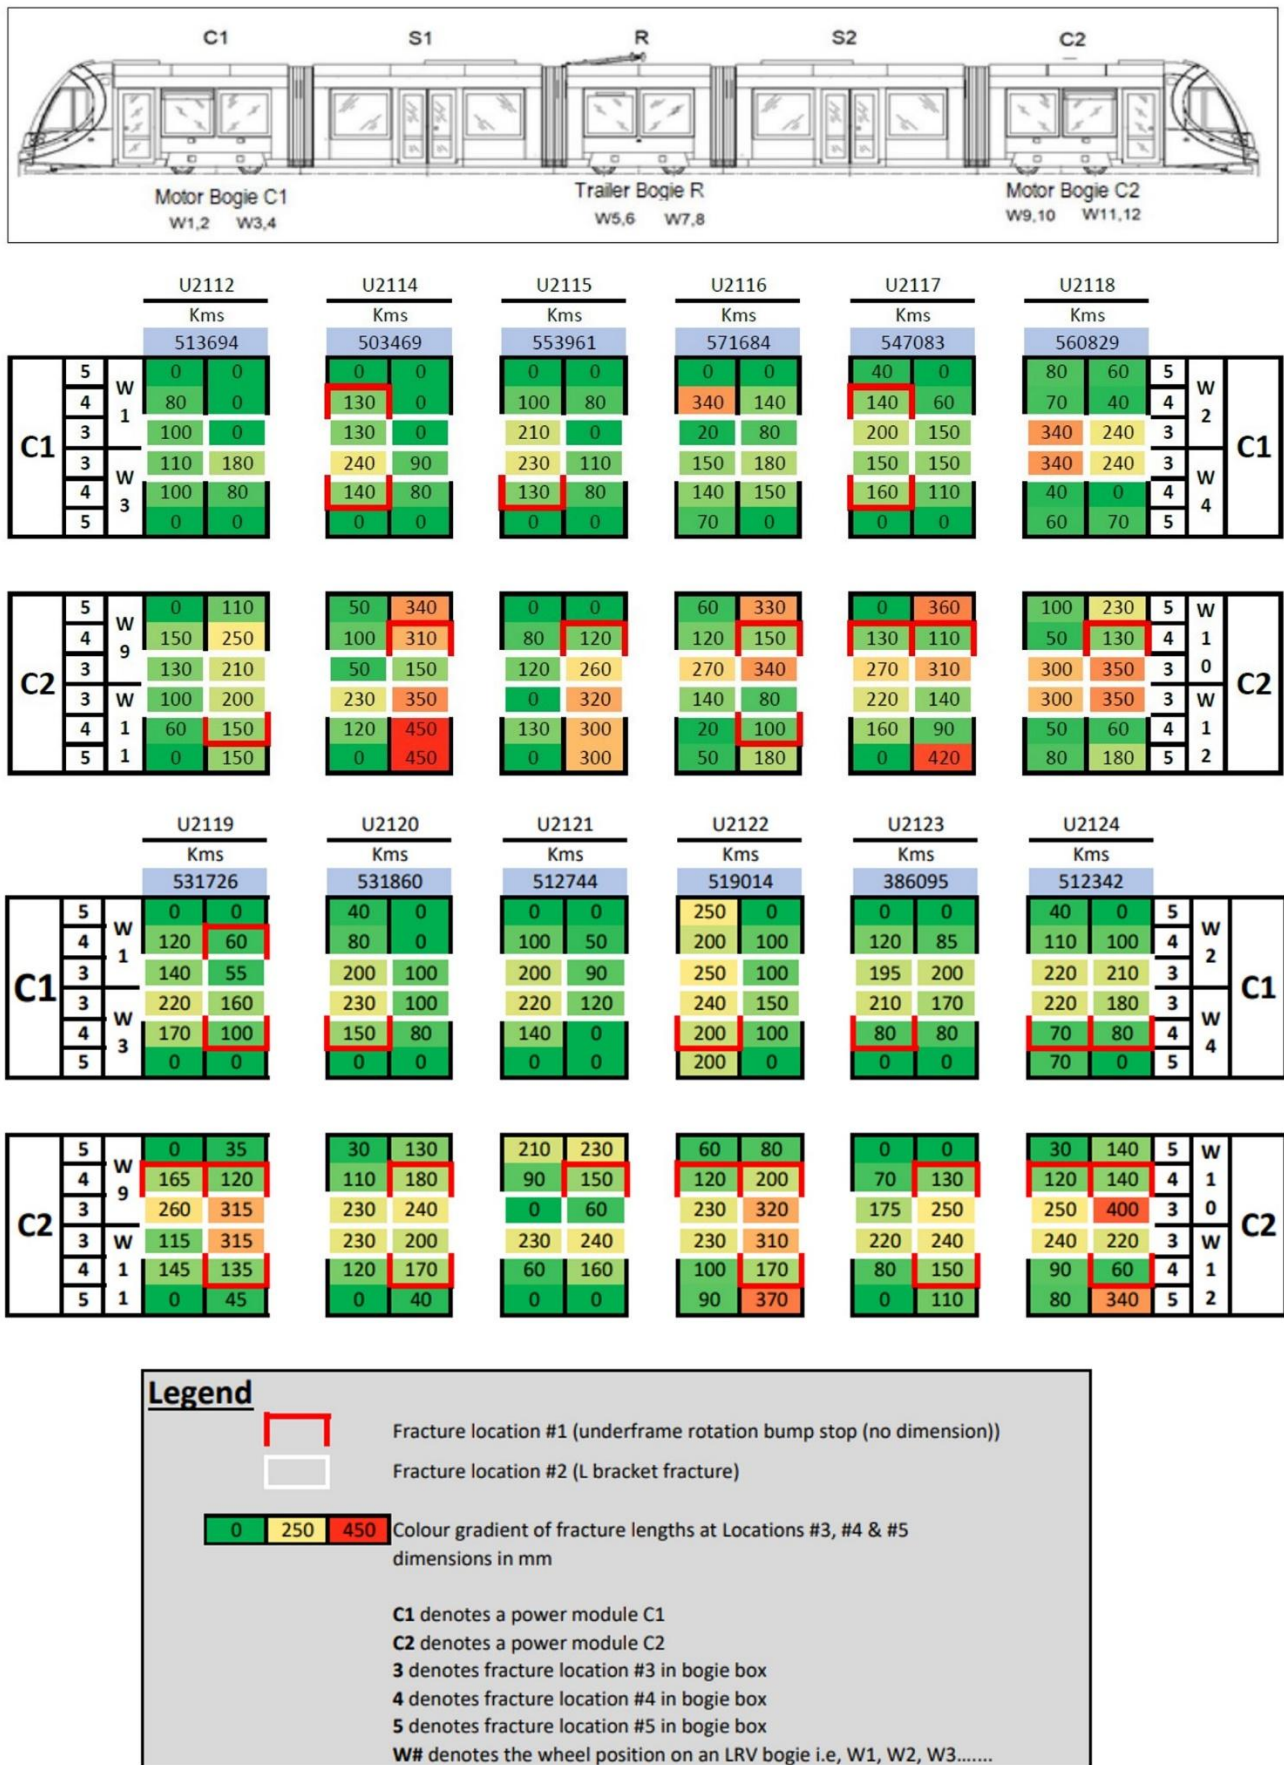 C1 S1 R S2 C2
Motor Bogie C1 Trailer Bogie R Motor Bogie C2
W1,2 W3,4 W5,6 W7,8 W9,10 W11,12
U2112 U2114 U2115 U2116 U2117 U2118
Kms Kms Kms Kms Kms Kms
513694 503469 553961 571684 547083 560829
C1 W1 W3 W2 W4 C1
5 0 0 0 0 0 0 0 0 40 0 80 60 5
4 80 0 130 0 100 80 340 140 140 60 70 40 4
3 100 0 130 0 210 0 20 80 200 150 340 240 3
3 110 180 240 90 230 110 150 180 150 150 340 240 3
4 100 80 140 80 130 80 140 150 160 110 40 0 4
5 0 0 0 0 0 0 70 0 0 0 60 70 5
C2 W9 W11 W10 W12 C2
5 0 110 50 340 0 0 60 330 0 360 100 230 5
4 150 250 100 310 80 120 120 150 130 110 50 130 4
3 130 210 50 150 120 260 270 340 270 310 300 350 3
3 100 200 230 350 0 320 140 80 220 140 300 350 3
4 60 150 120 450 130 300 20 100 160 90 50 60 4
5 0 150 0 450 0 300 50 180 0 420 80 180 5
U2119 U2120 U2121 U2122 U2123 U2124
Kms Kms Kms Kms Kms Kms
531726 531860 512744 519014 386095 512342
C1 W1 W3 W2 W4 C1
5 0 0 40 0 0 0 250 0 0 0 40 0 5
4 120 60 80 0 100 50 200 100 120 85 110 100 4
3 140 55 200 100 200 90 250 100 195 200 220 210 3
3 220 160 230 100 220 120 240 150 210 170 220 180 3
4 170 100 150 80 140 0 200 100 80 80 70 80 4
5 0 0 0 0 0 0 200 0 0 0 70 0 5
C2 W9 W11 W10 W12 C2
5 0 35 30 130 210 230 60 80 0 0 30 140 5
4 165 120 110 180 90 150 120 200 70 130 120 140 4
3 260 315 230 240 0 60 230 320 175 250 250 400 3
3 115 315 230 200 230 240 230 310 220 240 240 220 3
4 145 135 120 170 60 160 100 170 80 150 90 60 4
5 0 45 0 40 0 0 90 370 0 110 80 340 5
Legend
Fracture location #1 (underframe rotation bump stop (no dimension))
Fracture location #2 (L bracket fracture)
0 250 450 Colour gradient of fracture lengths at Locations #3, #4 & #5
dimensions in mm
C1 denotes a power module C1
C2 denotes a power module C2
3 denotes fracture location #3 in bogie box
4 denotes fracture location #4 in bogie box
5 denotes fracture location #5 in bogie box
W# denotes the wheel position on an LRV bogie i.e, W1, W2, W3.......